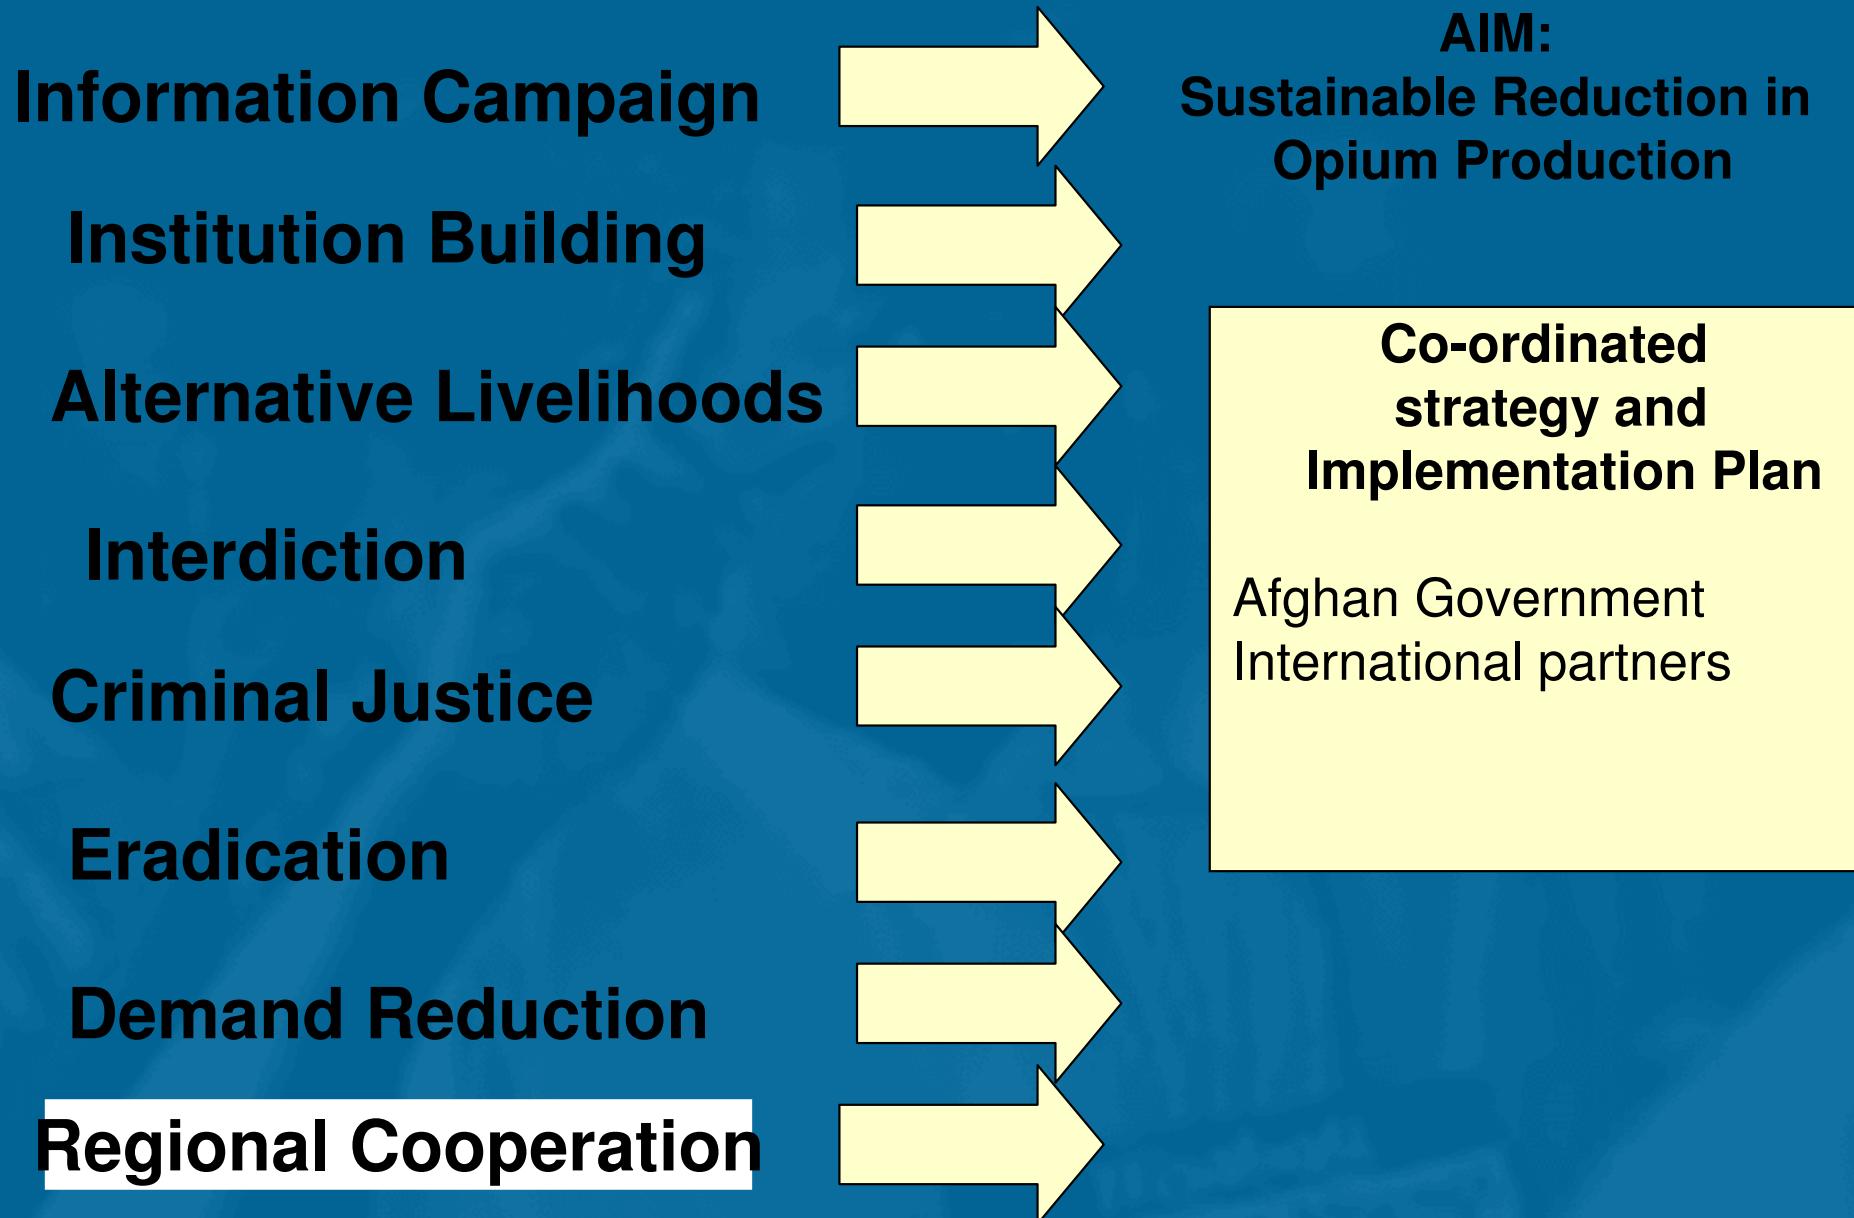 Information Campaign
Institution Building
Alternative Livelihoods
Interdiction
Criminal Justice
Eradication
Demand Reduction
Regional Cooperation
AIM:
Sustainable Reduction in
Opium Production
Co-ordinated
strategy and
Implementation Plan
Afghan Government
International partners